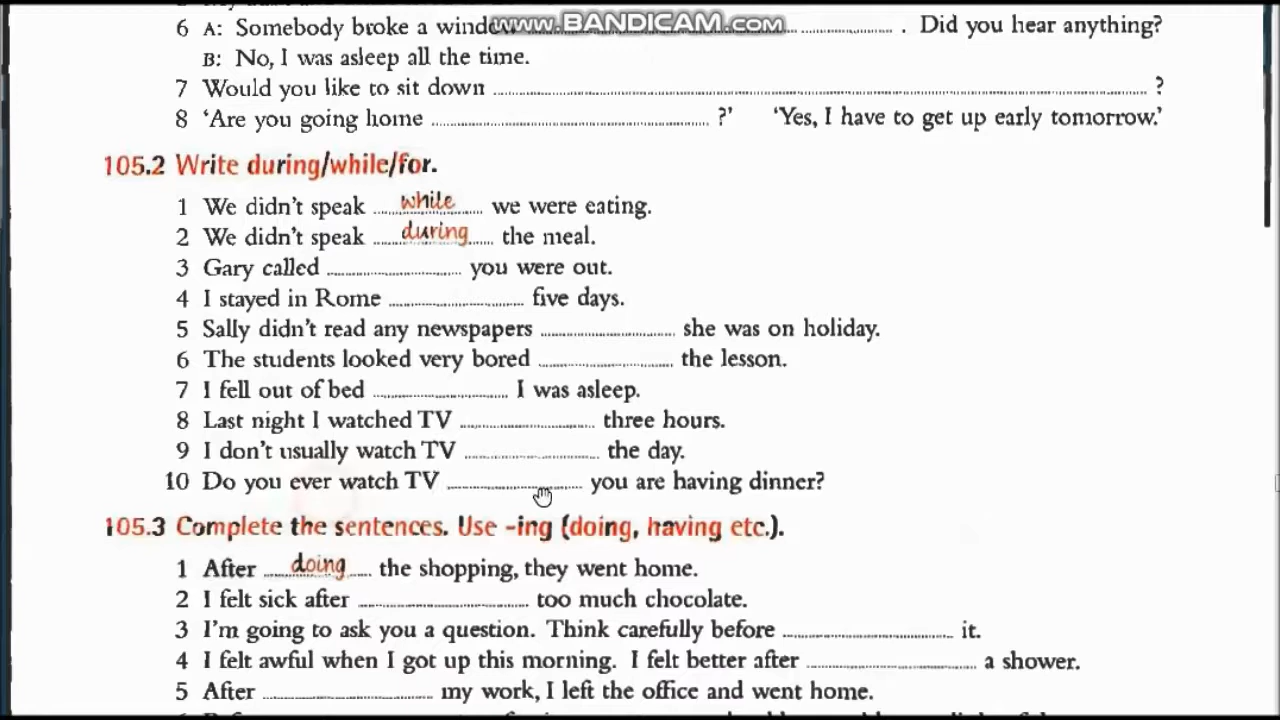 www.BANDICAM.com
6 A: Somebody broke a window .................... . Did you hear anything?
B: No, I was asleep all the time.
7 Would you like to sit down .................... ?
8 ‘Are you going home .................... ?’ ‘Yes, I have to get up early tomorrow.’
105.2 Write during/while/for.
1 We didn’t speak while we were eating.
2 We didn’t speak during the meal.
3 Gary called .................... you were out.
4 I stayed in Rome .................... five days.
5 Sally didn’t read any newspapers .................... she was on holiday.
6 The students looked very bored .................... the lesson.
7 I fell out of bed .................... I was asleep.
8 Last night I watched TV .................... three hours.
9 I don’t usually watch TV .................... the day.
10 Do you ever watch TV .................... you are having dinner?
105.3 Complete the sentences. Use -ing (doing, having etc.).
1 After doing the shopping, they went home.
2 I felt sick after .................... too much chocolate.
3 I’m going to ask you a question. Think carefully before .................... it.
4 I felt awful when I got up this morning. I felt better after .................... a shower.
5 After .................... my work, I left the office and went home.